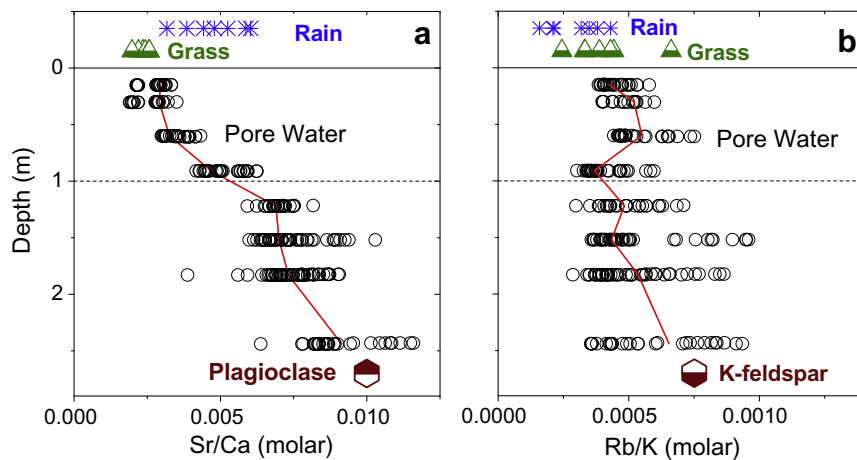 Rain
a
Grass
0
Pore Water
1
2
Depth (m)
Plagioclase
0.000
0.005
0.010
Sr/Ca (molar)
Rain
b
Grass
Pore Water
K-feldspar
0.0000
0.0005
0.0010
Rb/K (molar)